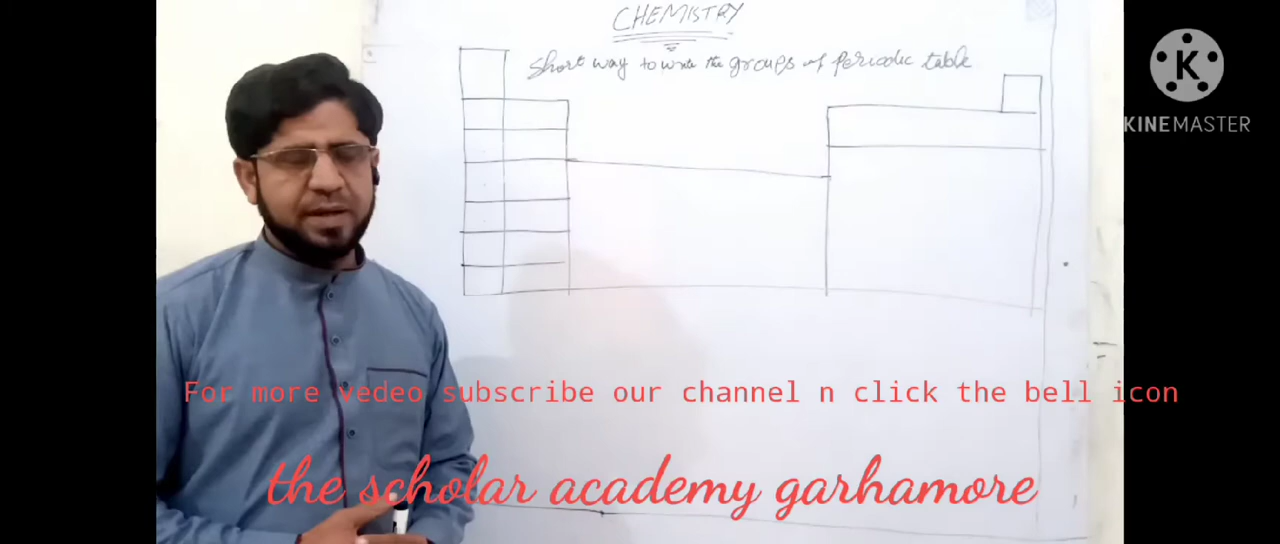 CHEMISTRY
Short way to write the groups of periodic table
K
KINEMASTER
For more vedeo subscribe our channel n click the bell icon
the scholar academy garhamore